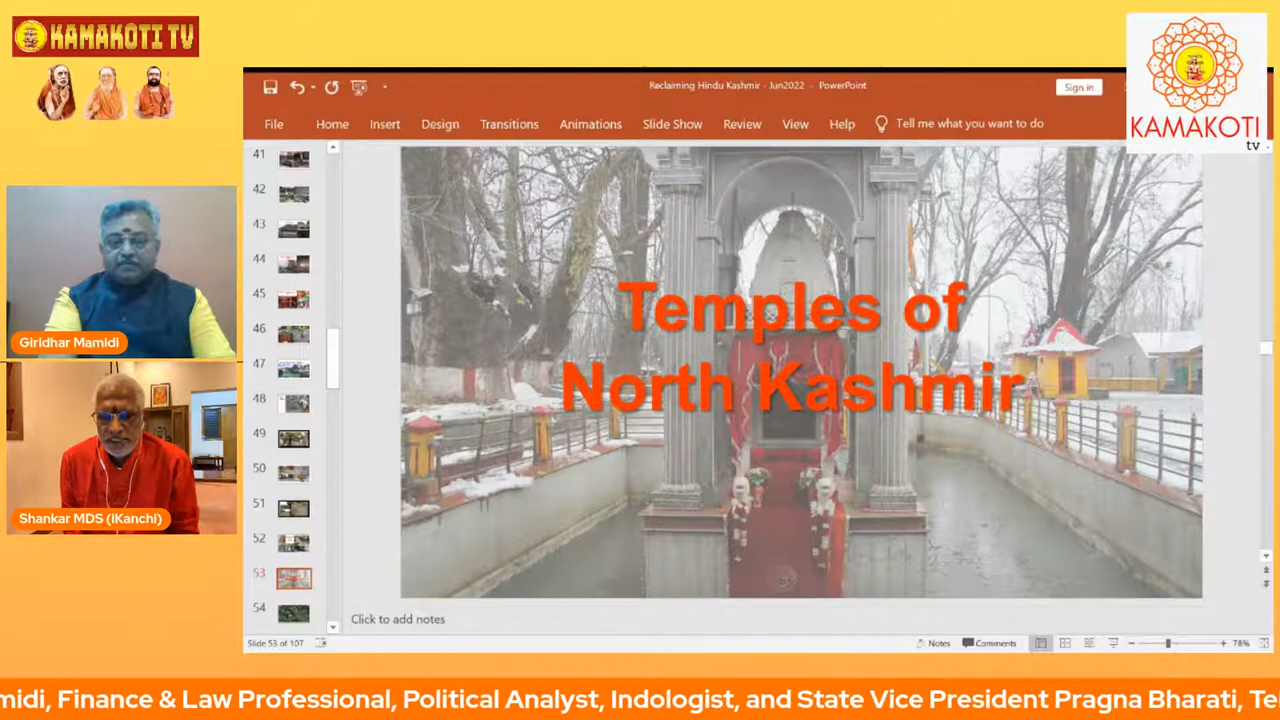 KAMAKOTI TV
KAMAKOTI
tv
Reclaiming Hindu Kashmir - Jun2022 - PowerPoint
Sign in
File Home Insert Design Transitions Animations Slide Show Review View Help Tell me what you want to do
41
42
43
44
45
46
47
48
49
50
51
52
53
54
Temples of
North Kashmir
Giridhar Mamidi
Shankar MDS (iKanchi)
Click to add notes
Slide 53 of 107
Notes Comments 78%
midi, Finance & Law Professional, Political Analyst, Indologist, and State Vice President Pragna Bharati, Te